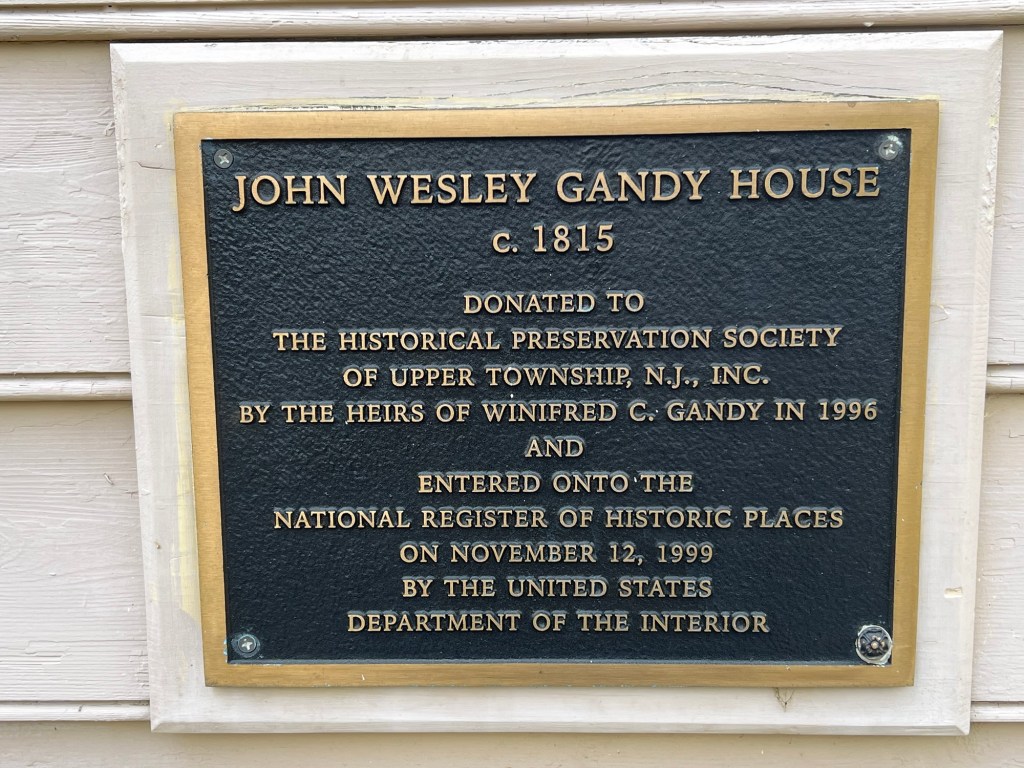 JOHN WESLEY GANDY HOUSE
c. 1815
DONATED TO
THE HISTORICAL PRESERVATION SOCIETY
OF UPPER TOWNSHIP, N.J., INC.
BY THE HEIRS OF WINIFRED C. GANDY IN 1996
AND
ENTERED ONTO THE
NATIONAL REGISTER OF HISTORIC PLACES
ON NOVEMBER 12, 1999
BY THE UNITED STATES
DEPARTMENT OF THE INTERIOR